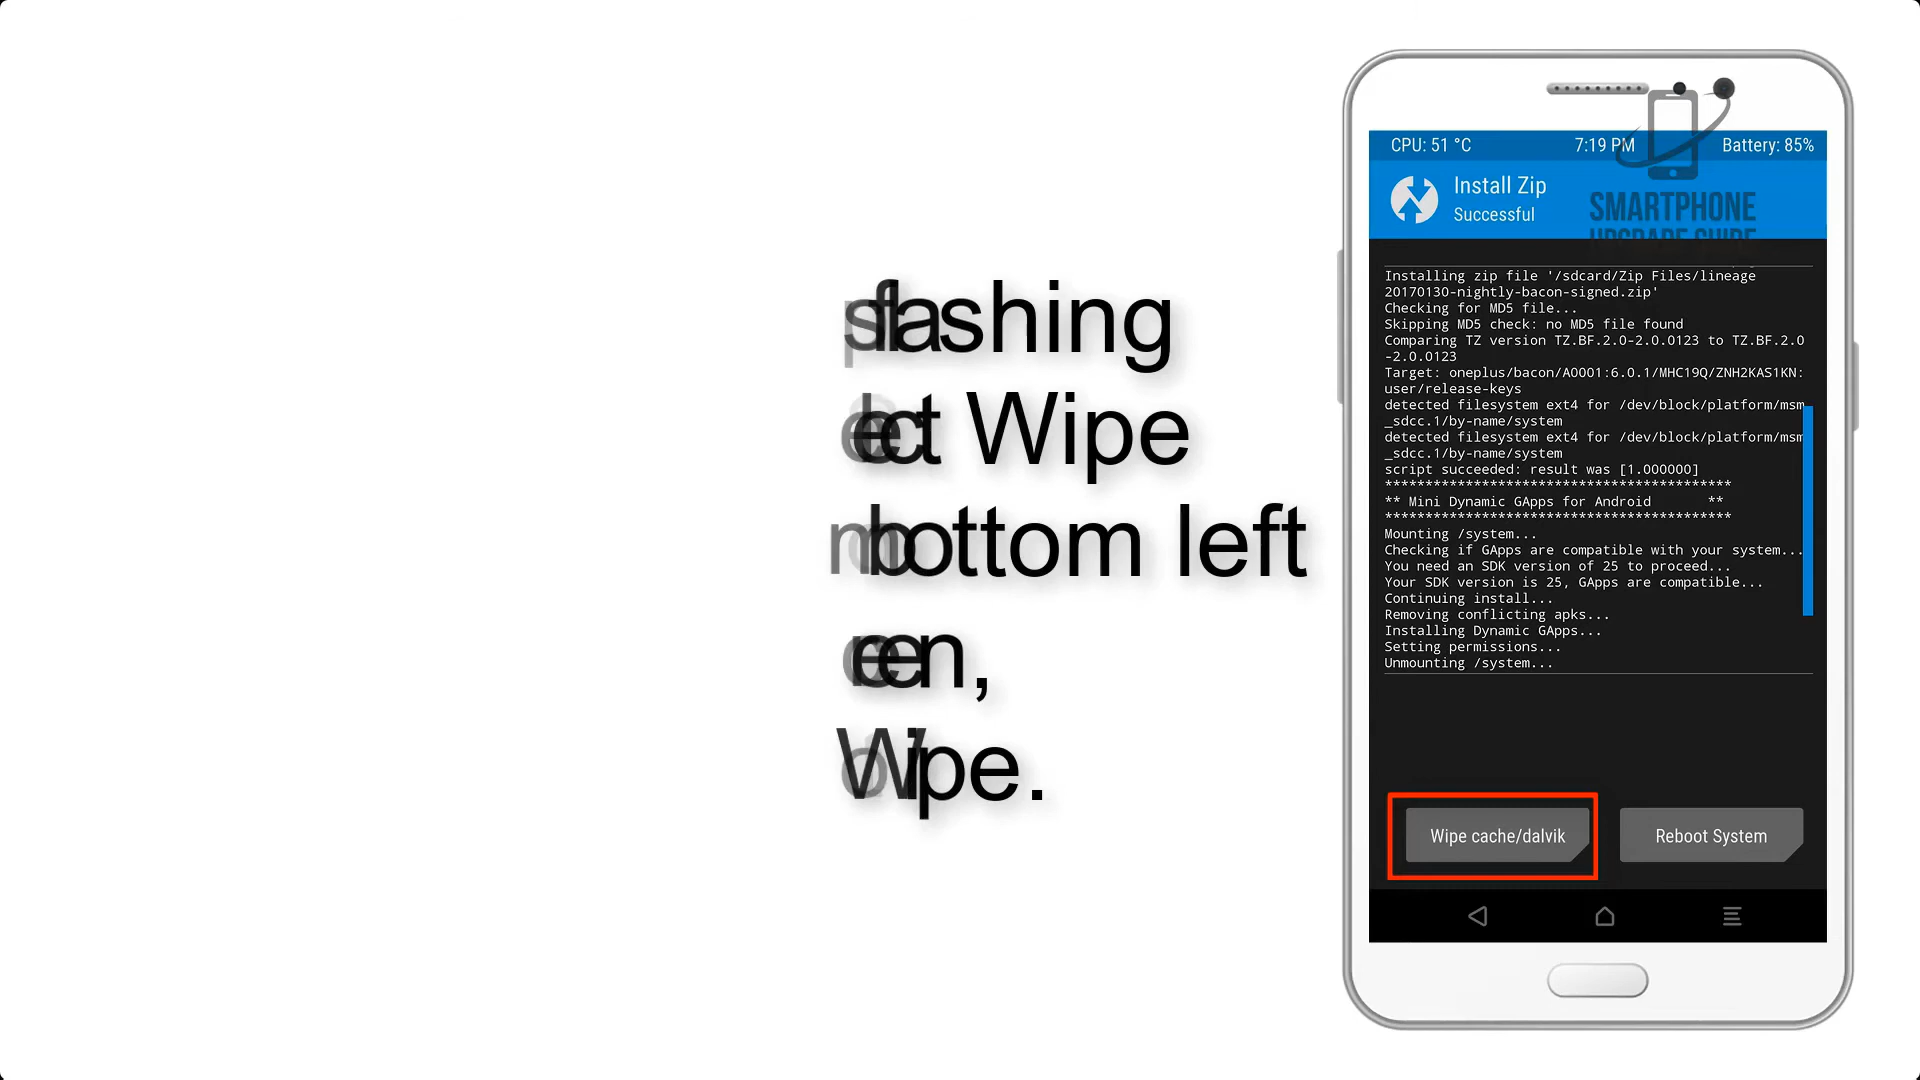 flashing
Wipe
bottom left
Wipe.
CPU: 51 °C
7:19 PM
Battery: 85%
Install Zip
Successful
SMARTPHONE
UPGRADE GUIDE
Installing zip file '/sdcard/Zip Files/lineage
20170130-nightly-bacon-signed.zip'
Checking for MD5 file...
Skipping MD5 check: no MD5 file found
Comparing TZ version TZ.BF.2.0-2.0.0123 to TZ.BF.2.0
-2.0.0123
Target: oneplus/bacon/A0001:6.0.1/MHC19Q/ZNH2KAS1KN:
user/release-keys
detected filesystem ext4 for /dev/block/platform/msm
_sdcc.1/by-name/system
detected filesystem ext4 for /dev/block/platform/msm
_sdcc.1/by-name/system
script succeeded: result was [1.000000]
*******************************************
** Mini Dynamic GApps for Android       **
*******************************************
Mounting /system...
Checking if GApps are compatible with your system...
You need an SDK version of 25 to proceed...
Your SDK version is 25, GApps are compatible...
Continuing install...
Removing conflicting apks...
Installing Dynamic GApps...
Setting permissions...
Unmounting /system...
Wipe cache/dalvik
Reboot System